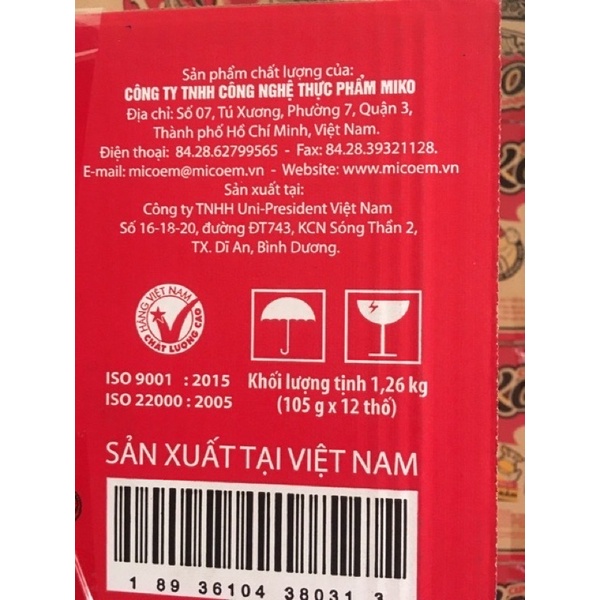 Sản phẩm chất lượng của:
CÔNG TY TNHH CÔNG NGHỆ THỰC PHẨM MIKO
Địa chỉ: Số 07, Tú Xương, Phường 7, Quận 3,
Thành phố Hồ Chí Minh, Việt Nam.
Điện thoại: 84.28.62799565 - Fax: 84.28.39321128.
E-mail: micoem@micoem.vn - Website: www.micoem.vn
Sản xuất tại:
Công ty TNHH Uni-President Việt Nam
Số 16-18-20, đường ĐT743, KCN Sóng Thần 2,
TX. Dĩ An, Bình Dương.
HÀNG VIỆT NAM
CHẤT LƯỢNG CAO
ISO 9001 : 2015
ISO 22000 : 2005
Khối lượng tịnh 1,26 kg
(105 g x 12 thố)
SẢN XUẤT TẠI VIỆT NAM
1 89 36104 38031 3